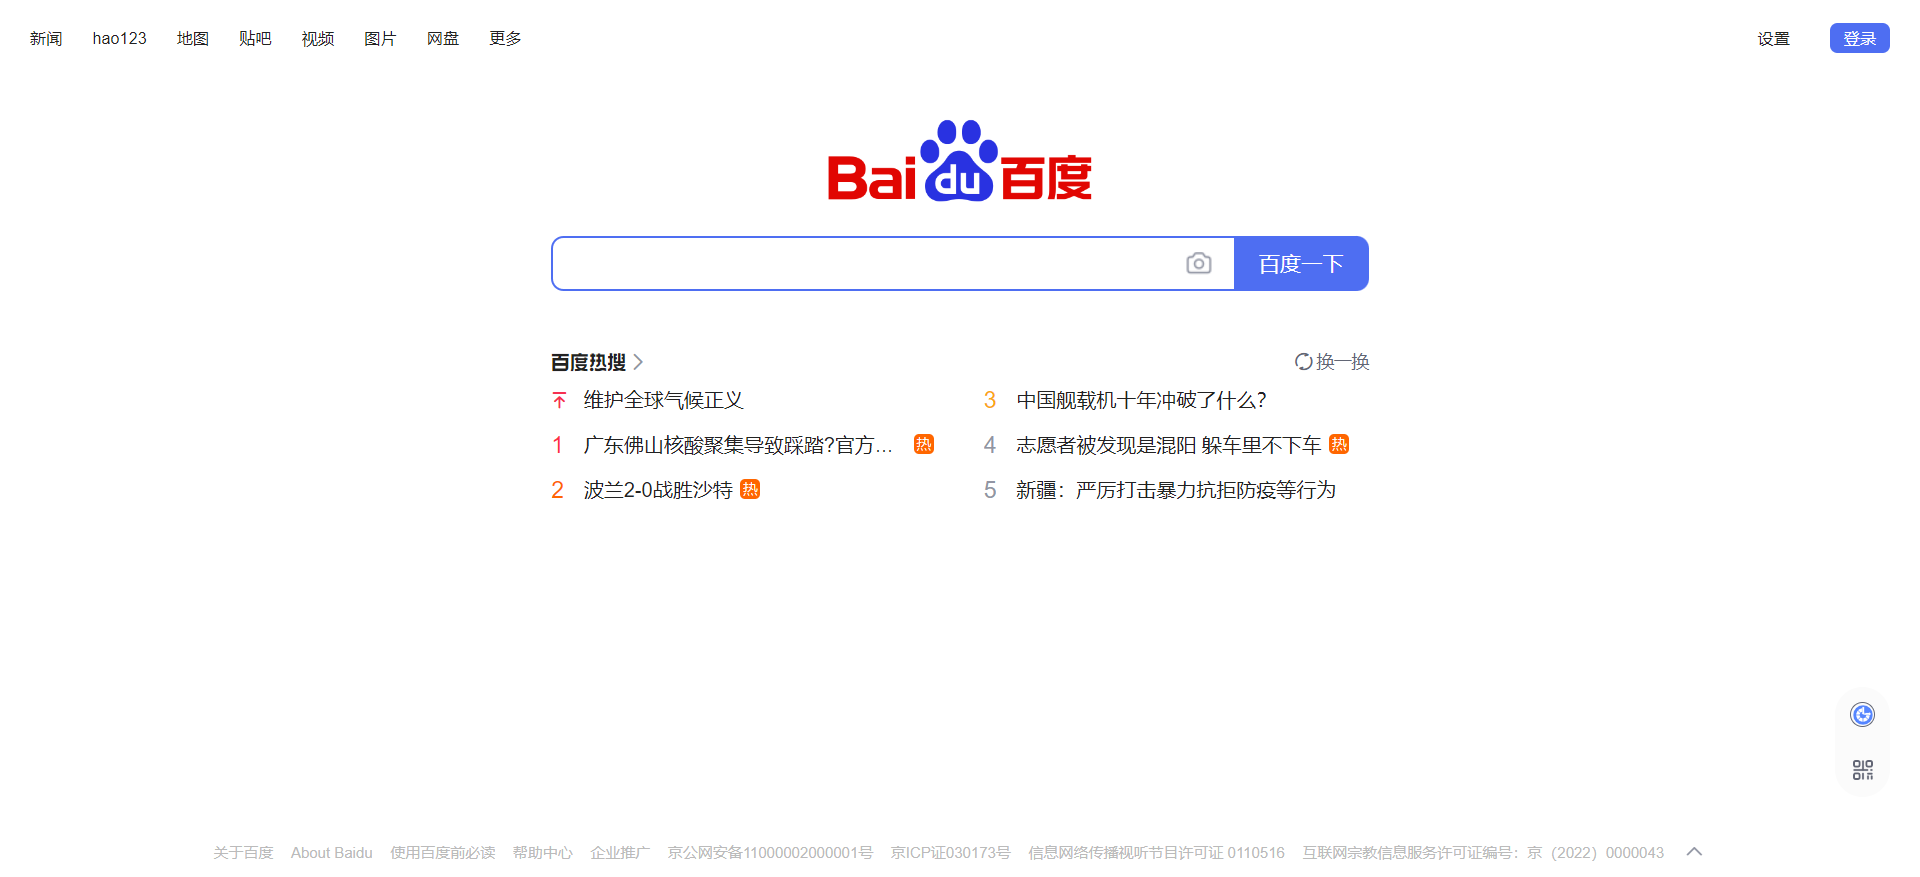 新闻 hao123 地图 贴吧 视频 图片 网盘 更多 设置 登录
Bai du 百度
百度一下
百度热搜 换一换
维护全球气候正义
1 广东佛山核酸聚集导致踩踏?官方... 热
2 波兰2-0战胜沙特 热
3 中国舰载机十年冲破了什么?
4 志愿者被发现是混阳 躲车里不下车 热
5 新疆：严厉打击暴力抗拒防疫等行为
关于百度 About Baidu 使用百度前必读 帮助中心 企业推广 京公网安备11000002000001号 京ICP证030173号 信息网络传播视听节目许可证 0110516 互联网宗教信息服务许可证编号：京（2022）0000043